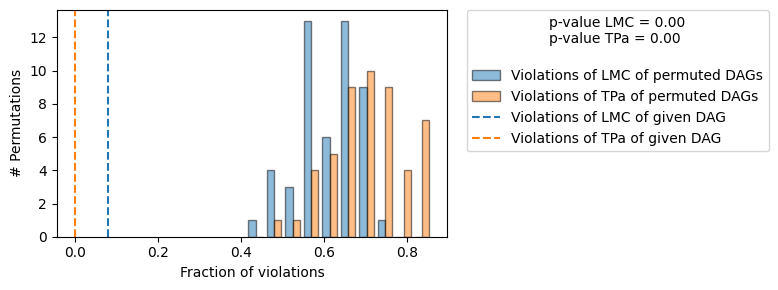 12
10
8
6
4
2
0
# Permutations
0.0 0.2 0.4 0.6 0.8
Fraction of violations
p-value LMC = 0.00
p-value TPa = 0.00
Violations of LMC of permuted DAGs
Violations of TPa of permuted DAGs
Violations of LMC of given DAG
Violations of TPa of given DAG